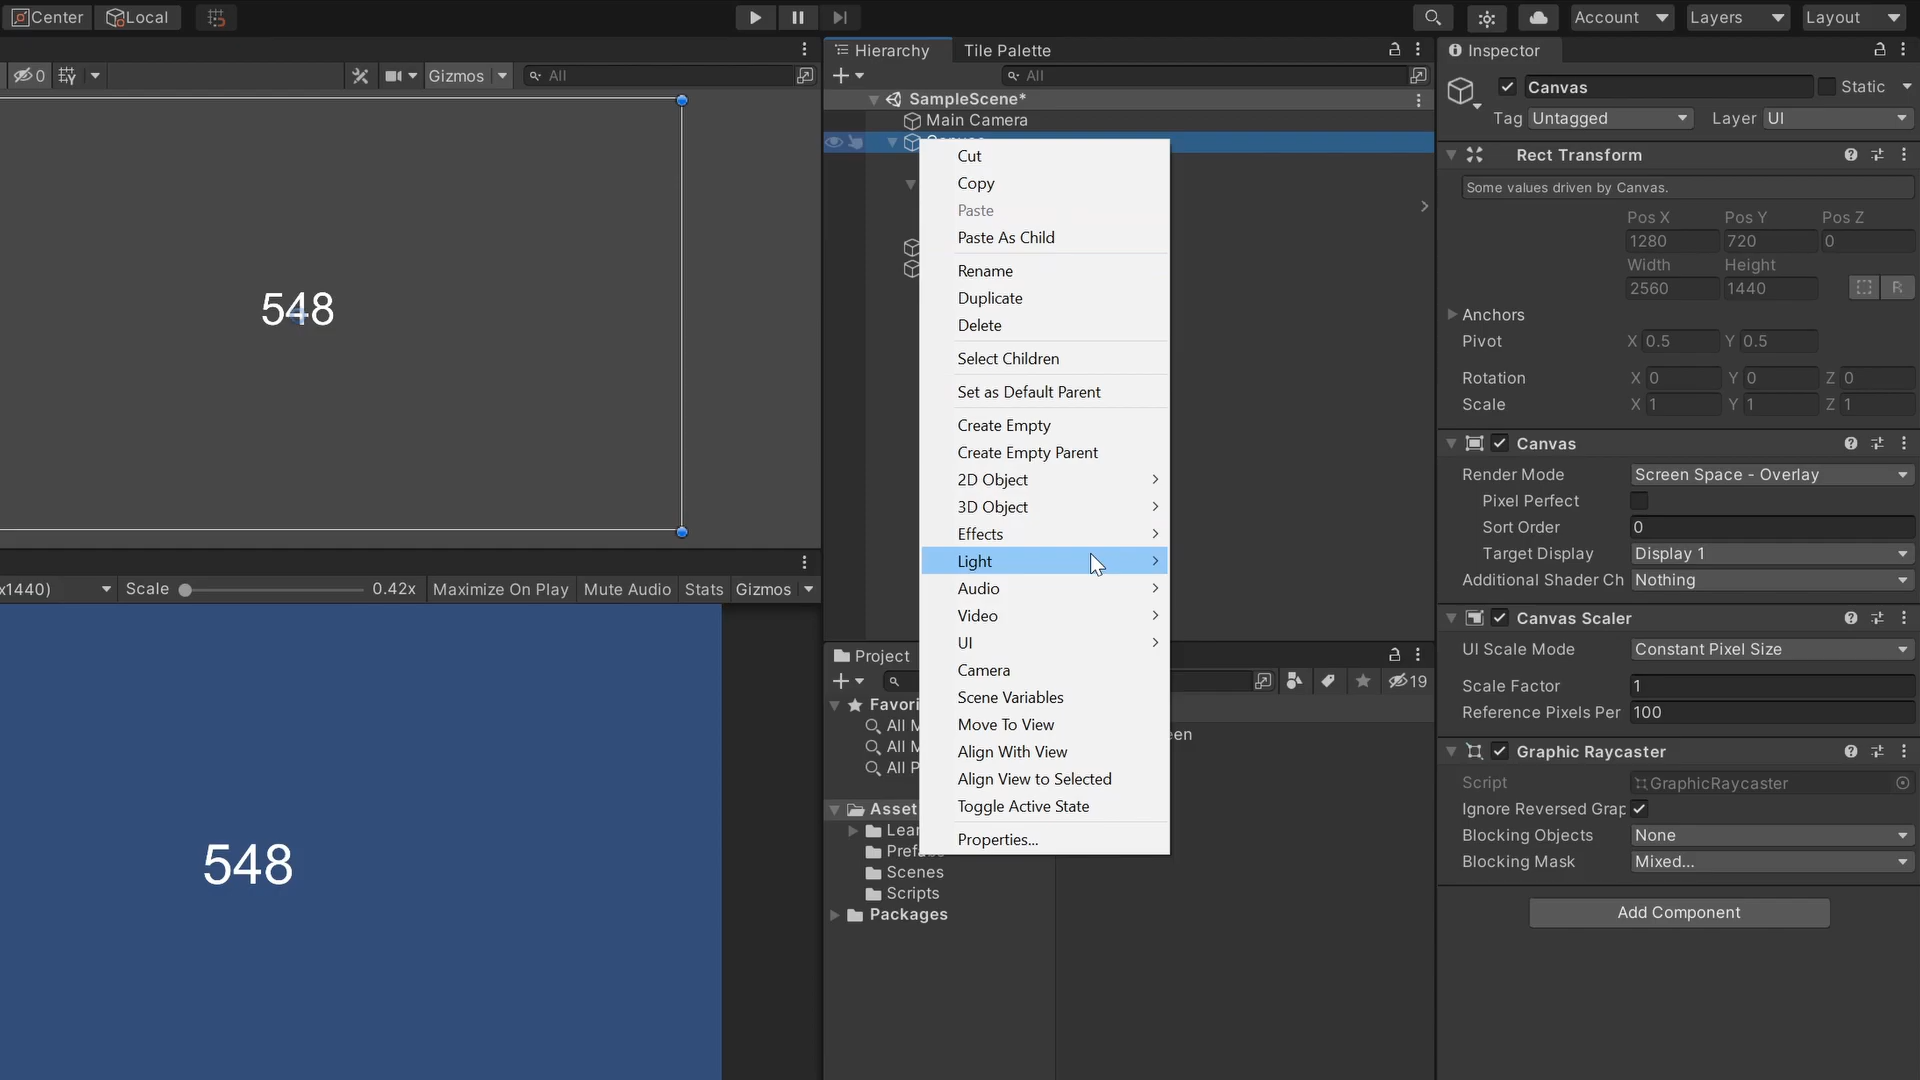 Center Local
Account Layers Layout
Hierarchy Tile Palette
Inspector
0 Gizmos All
All
SampleScene*
Main Camera
Canvas
Static
Tag Untagged Layer UI
Cut
Copy
Paste
Paste As Child
Rename
Duplicate
Delete
Select Children
Set as Default Parent
Create Empty
Create Empty Parent
2D Object
3D Object
Effects
Light
Audio
Video
UI
Camera
Scene Variables
Move To View
Align With View
Align View to Selected
Toggle Active State
Properties...
548
x1440) Scale 0.42x Maximize On Play Mute Audio Stats Gizmos
548
Project
19
Favori
All M
All M
All P
Asset
Lear
Prefa
Scenes
Scripts
Packages
een
Rect Transform
Some values driven by Canvas.
Pos X Pos Y Pos Z
1280 720 0
Width Height
2560 1440 R
Anchors
Pivot X 0.5 Y 0.5
Rotation X 0 Y 0 Z 0
Scale X 1 Y 1 Z 1
Canvas
Render Mode Screen Space - Overlay
Pixel Perfect
Sort Order 0
Target Display Display 1
Additional Shader Ch Nothing
Canvas Scaler
UI Scale Mode Constant Pixel Size
Scale Factor 1
Reference Pixels Per 100
Graphic Raycaster
Script GraphicRaycaster
Ignore Reversed Grap
Blocking Objects None
Blocking Mask Mixed...
Add Component